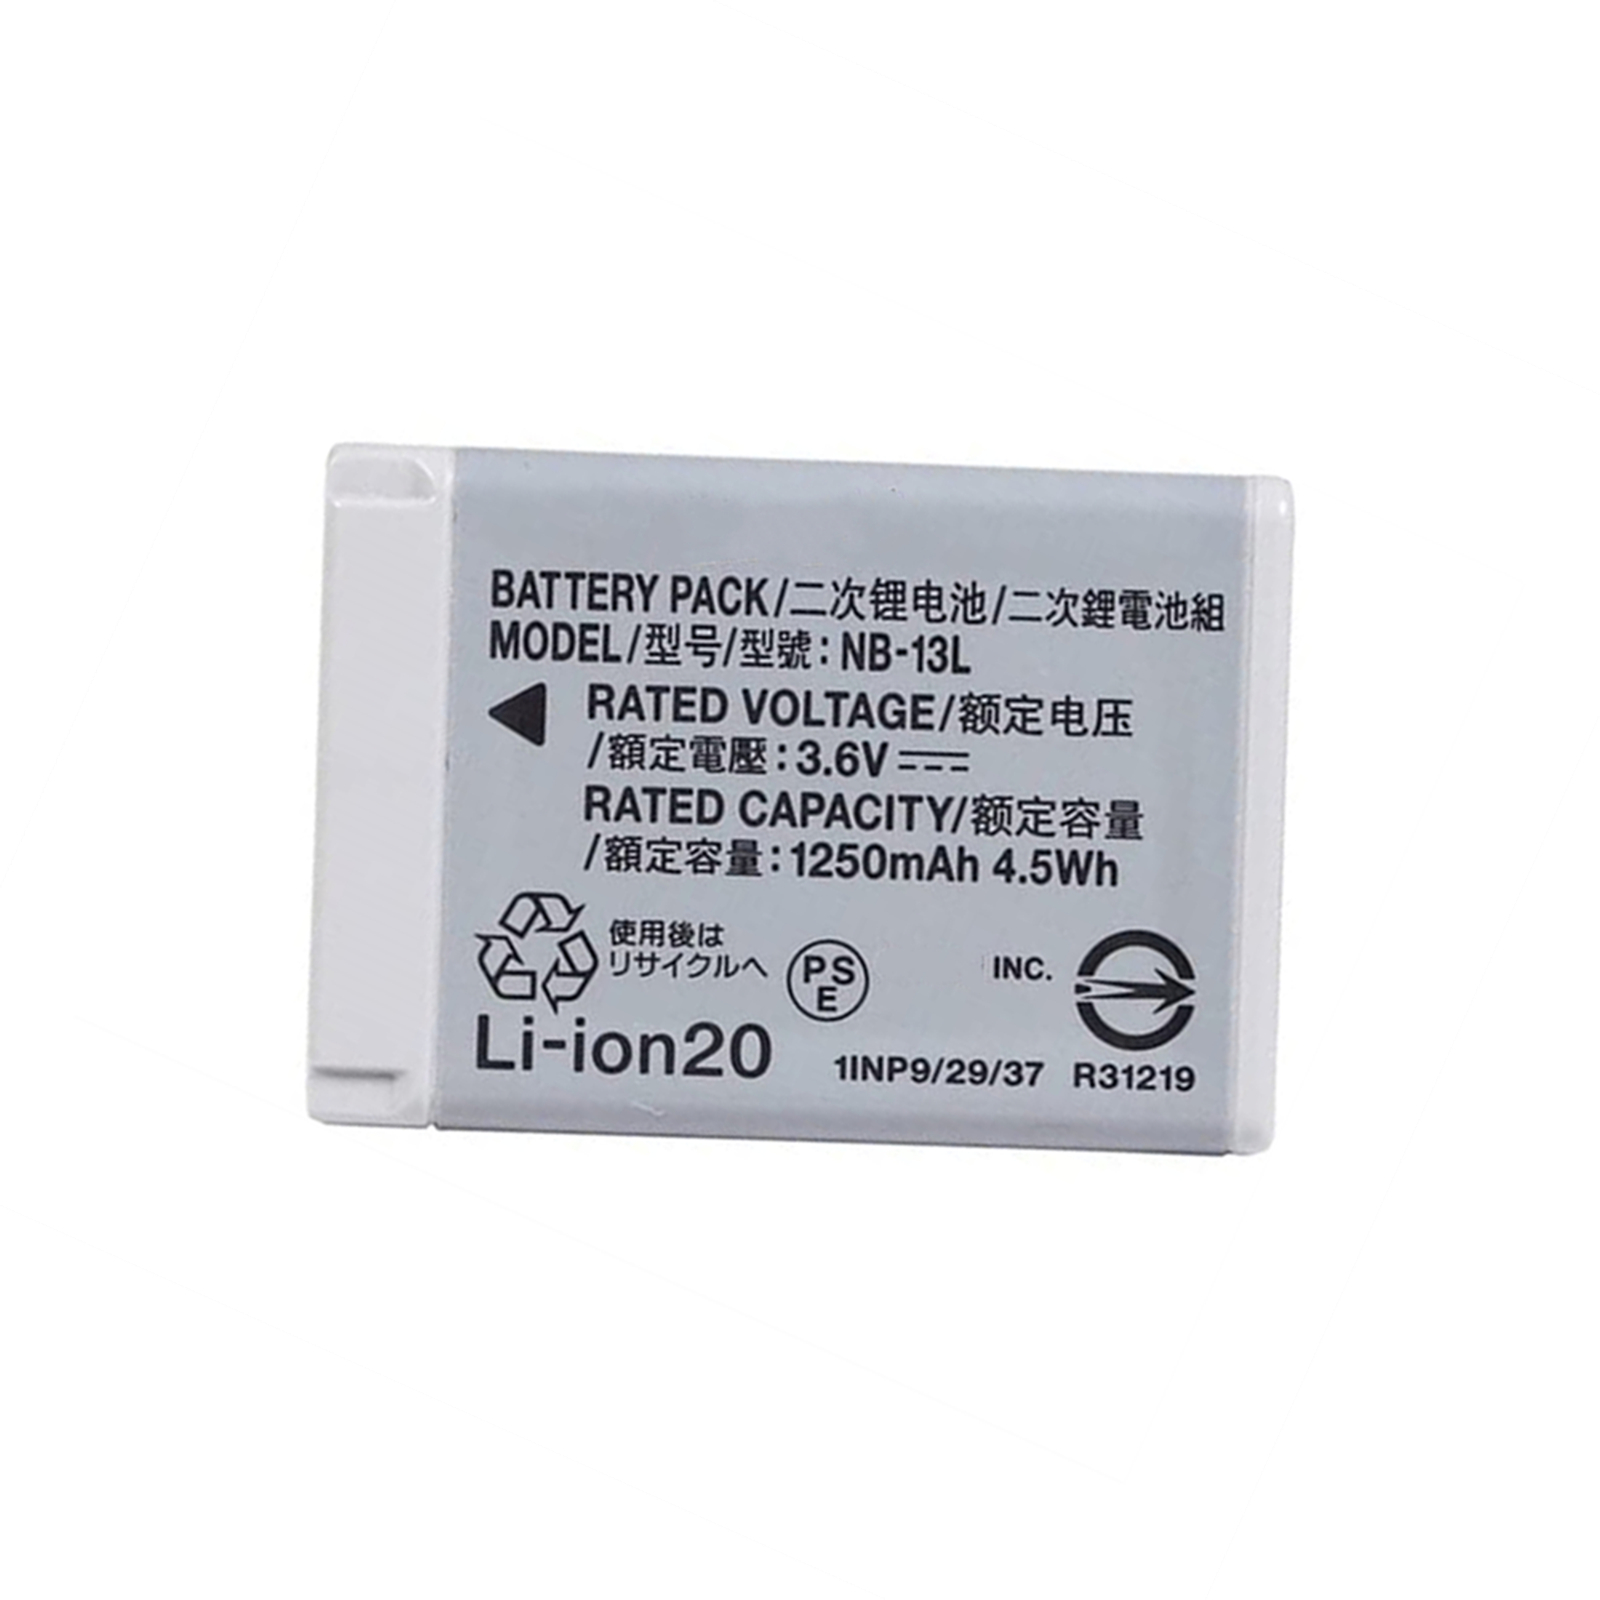 BATTERY PACK/二次锂电池/二次鋰電池組
MODEL/型号/型號:NB-13L
RATED VOLTAGE/额定电压
/額定電壓:3.6V
RATED CAPACITY/额定容量
/額定容量:1250mAh 4.5Wh
使用後は
リサイクルへ
PS
E
INC.
Li-ion20
1INP9/29/37 R31219